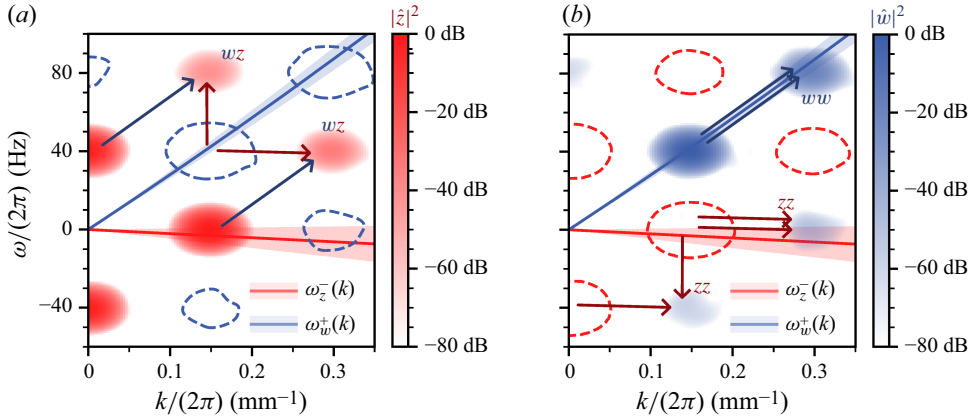 (a)
|ẑ|²
0 dB
−20 dB
−40 dB
−60 dB
−80 dB
80
40
0
−40
ω/(2π) (Hz)
0
0.1
0.2
0.3
k/(2π) (mm⁻¹)
wz
wz
ω_z⁻(k)
ω_w⁺(k)
(b)
|ŵ|²
0 dB
−20 dB
−40 dB
−60 dB
−80 dB
0
0.1
0.2
0.3
k/(2π) (mm⁻¹)
ww
zz
zz
ω_z⁻(k)
ω_w⁺(k)